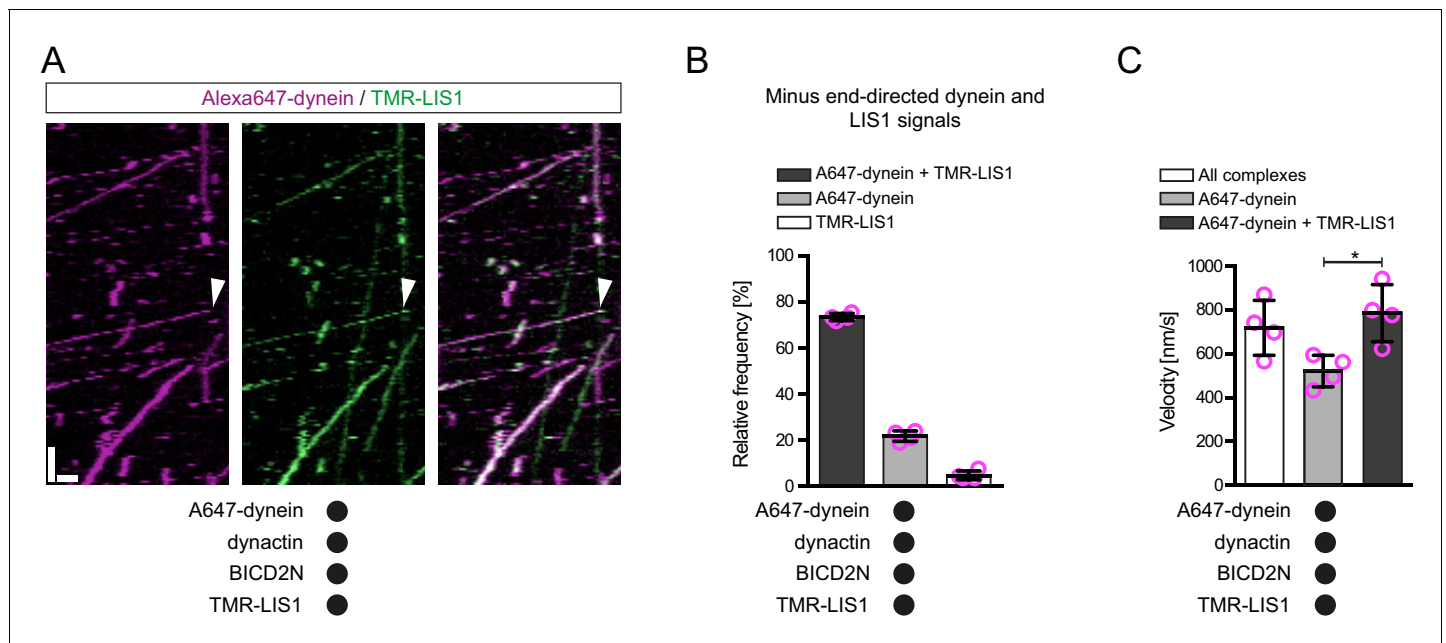 A
Alexa647-dynein / TMR-LIS1
A647-dynein
dynactin
BICD2N
TMR-LIS1
B
Minus end-directed dynein and
LIS1 signals
A647-dynein + TMR-LIS1
A647-dynein
TMR-LIS1
Relative frequency [%]
100
80
60
40
20
0
A647-dynein
dynactin
BICD2N
TMR-LIS1
C
All complexes
A647-dynein
A647-dynein + TMR-LIS1
*
Velocity [nm/s]
1000
800
600
400
200
0
A647-dynein
dynactin
BICD2N
TMR-LIS1